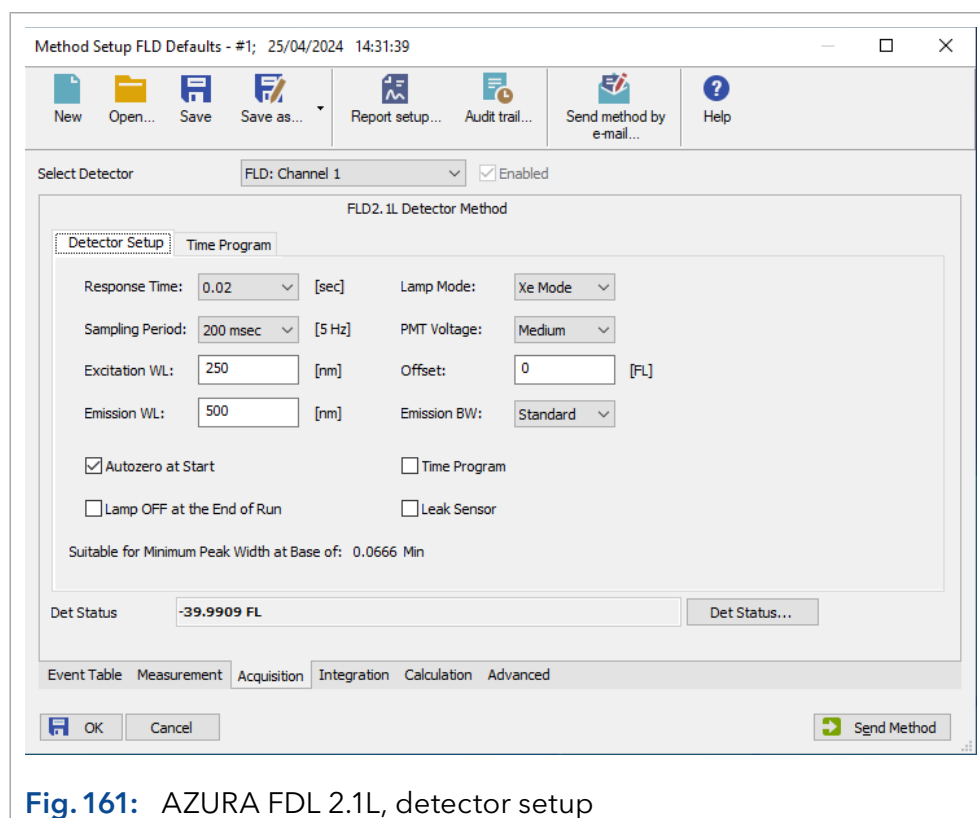 Method Setup FLD Defaults - #1; 25/04/2024 14:31:39
New Open... Save Save as... Report setup... Audit trail... Send method by e-mail... Help
Select Detector FLD: Channel 1 Enabled
FLD2.1L Detector Method
Detector Setup Time Program
Response Time: 0.02 [sec] Lamp Mode: Xe Mode
Sampling Period: 200 msec [5 Hz] PMT Voltage: Medium
Excitation WL: 250 [nm] Offset: 0 [FL]
Emission WL: 500 [nm] Emission BW: Standard
Autozero at Start Time Program
Lamp OFF at the End of Run Leak Sensor
Suitable for Minimum Peak Width at Base of: 0.0666 Min
Det Status -39.9909 FL Det Status...
Event Table Measurement Acquisition Integration Calculation Advanced
OK Cancel Send Method
Fig. 161: AZURA FDL 2.1L, detector setup